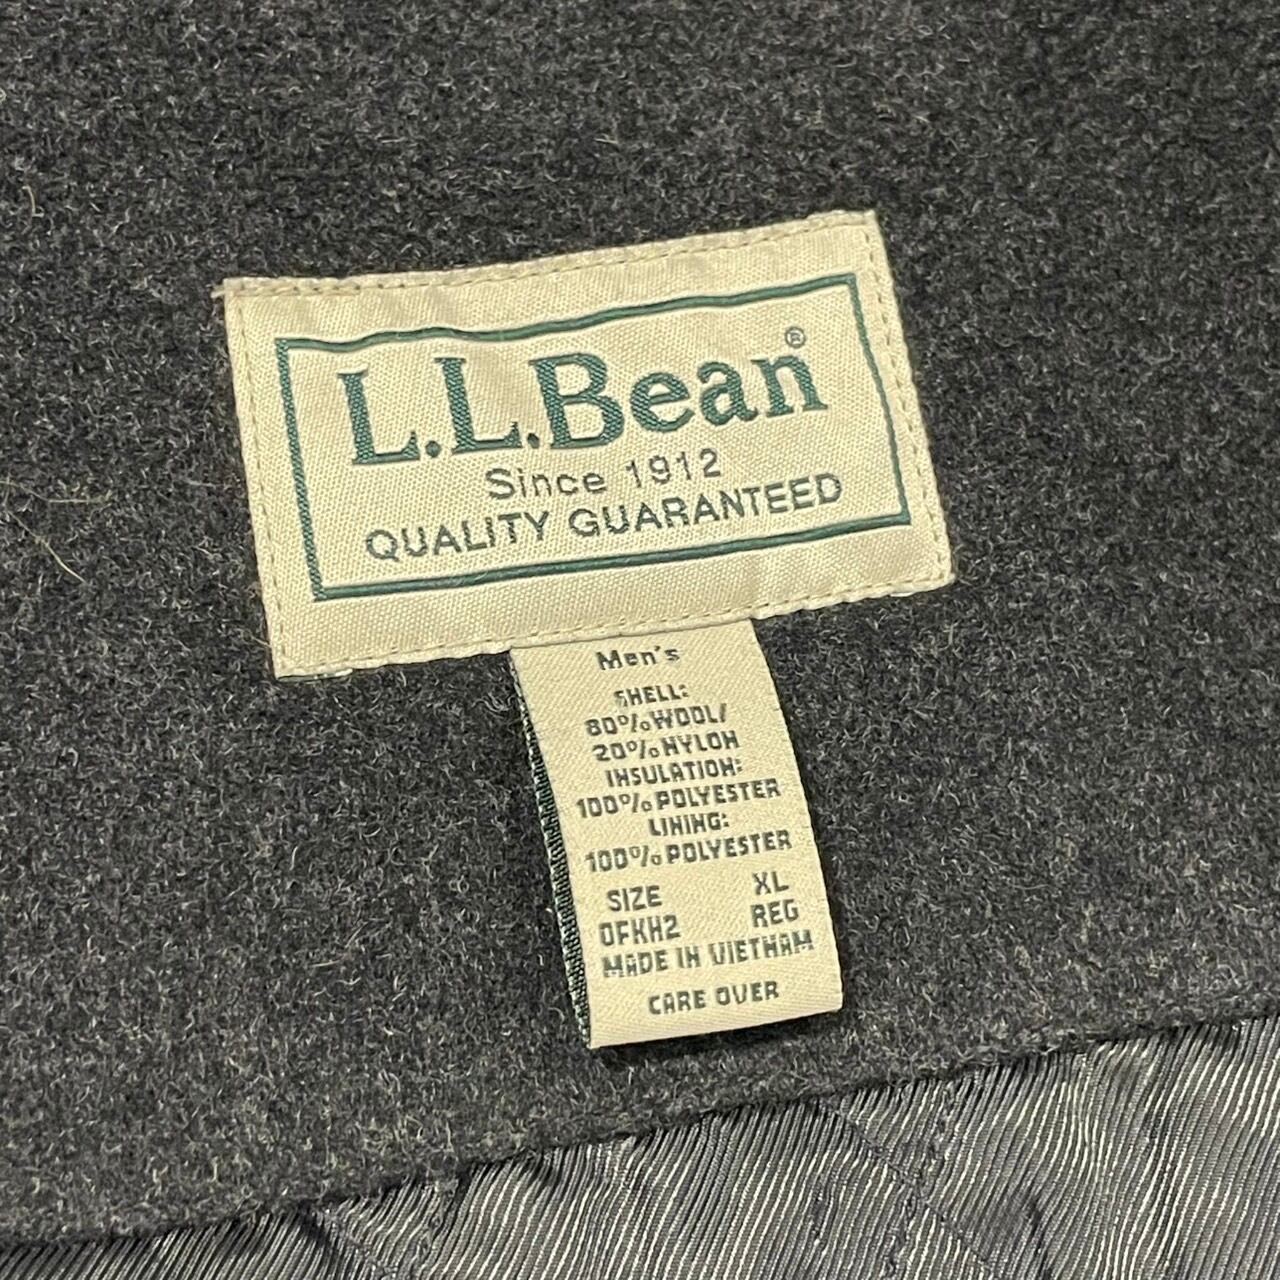 L.L.Bean®
Since 1912
QUALITY GUARANTEED
Men's
SHELL:
80% WOOL/
20% NYLON
INSULATION:
100% POLYESTER
LINING:
100% POLYESTER
SIZE XL
OFKH2 REG
MADE IN VIETNAM
CARE OVER